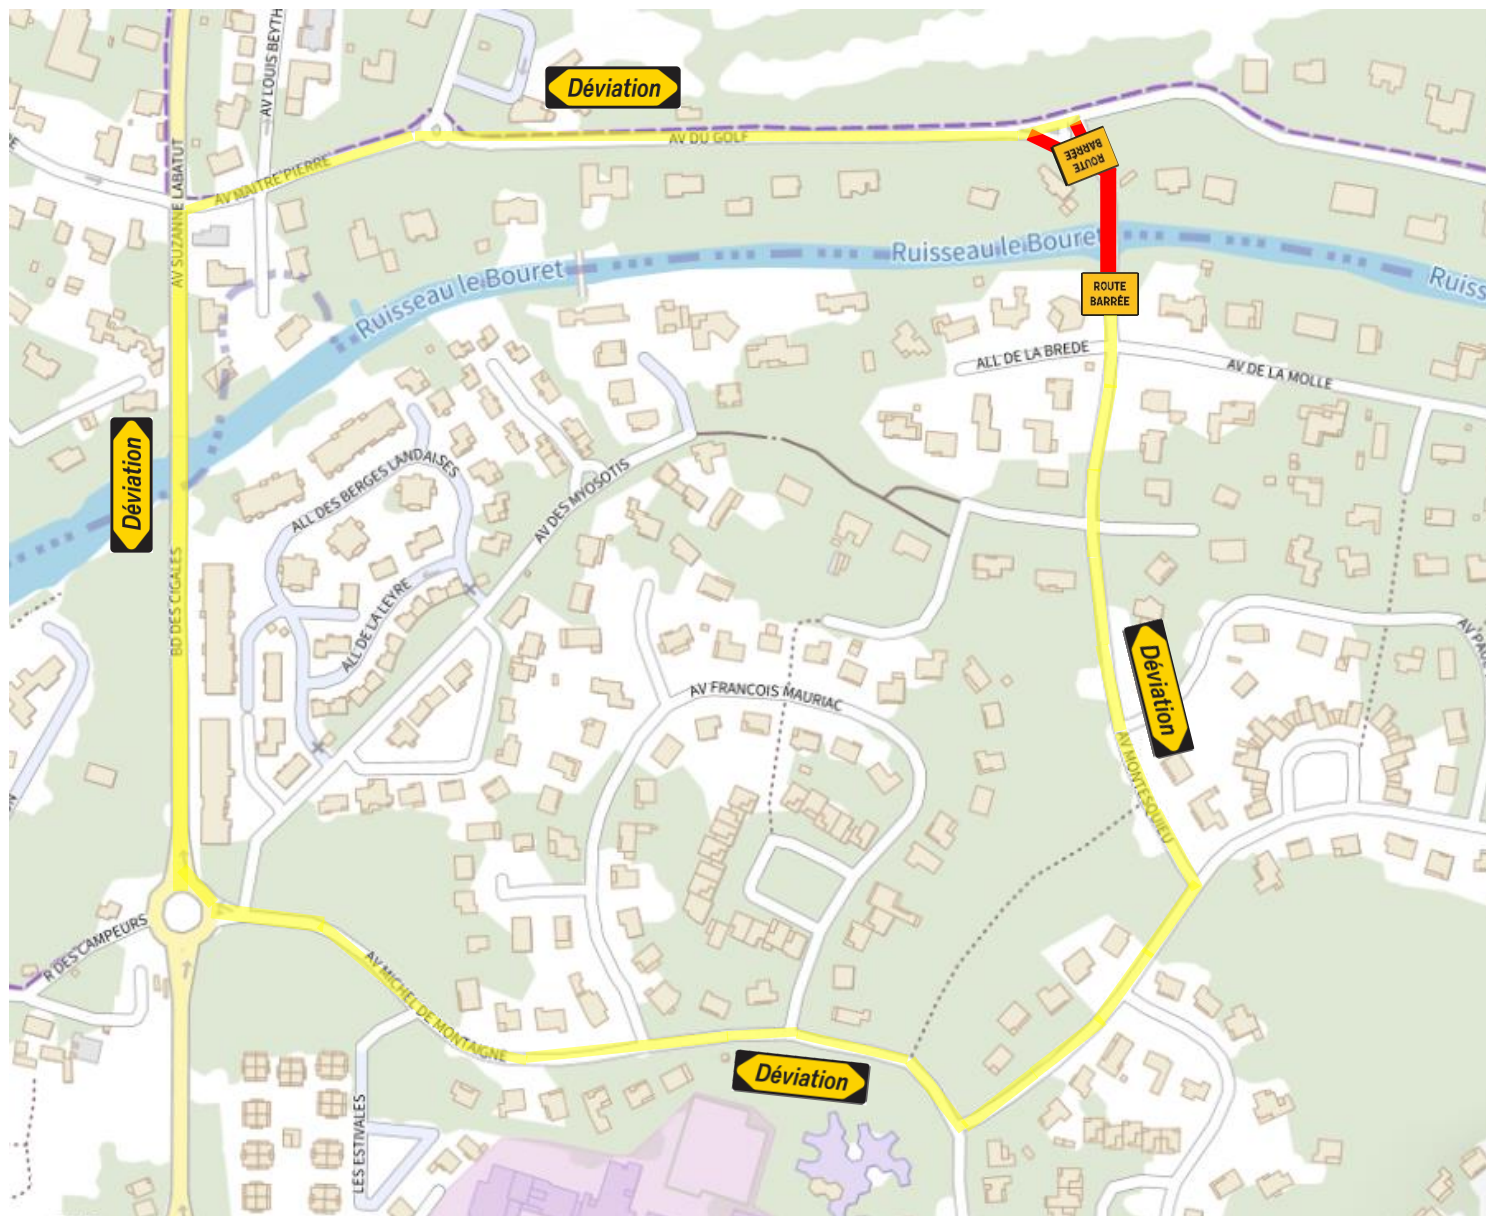 AV LOUIS BEYTH
Déviation
AV DU GOLF
ROUTE
BARRÉE
AV MAITRE PIERRE
AV SUZANNE LABATUT
Ruisseau le Bouret
Ruisseau le Bouret
Ruiss
ROUTE
BARRÉE
ALL DE LA BREDE
AV DE LA MOLLE
Déviation
ALL DES BERGES LANDAISES
AV DES MYOSOTIS
BD DES CIGALES
ALL DE LA LEYRE
AV FRANCOIS MAURIAC
Déviation
AV PAUL
AV MONTESQUIEU
R DES CAMPEURS
AV MICHEL DE MONTAIGNE
Déviation
LES ESTIVALES